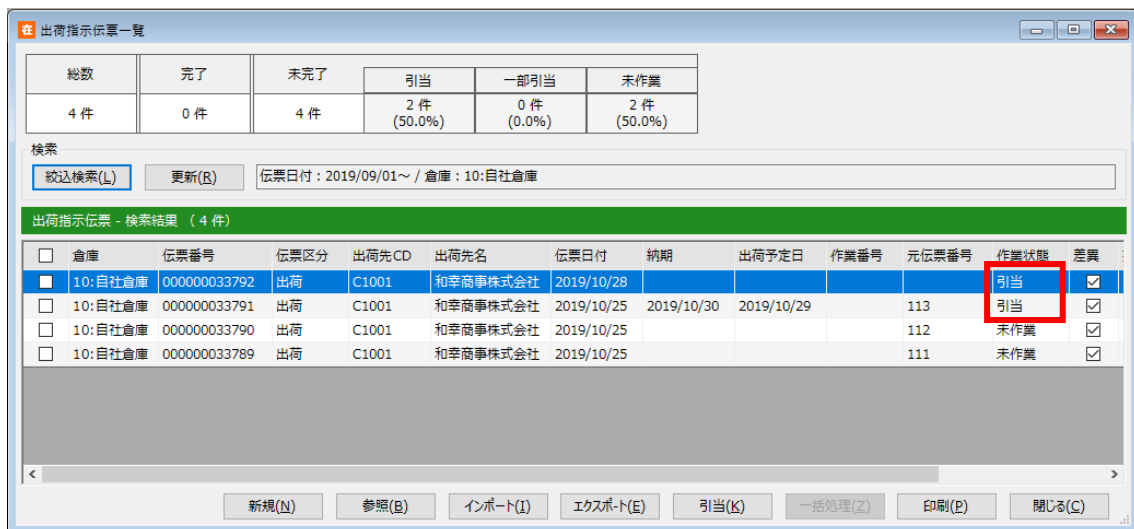 在 出荷指示伝票一覧
総数 完了 未完了 引当 一部引当 未作業
4 件 0 件 4 件 2 件 (50.0%) 0 件 (0.0%) 2 件 (50.0%)
検索
絞込検索(L) 更新(R) 伝票日付：2019/09/01～ / 倉庫：10:自社倉庫
出荷指示伝票 - 検索結果 （ 4 件）
倉庫 伝票番号 伝票区分 出荷先CD 出荷先名 伝票日付 納期 出荷予定日 作業番号 元伝票番号 作業状態 差異
10:自社倉庫 000000033792 出荷 C1001 和幸商事株式会社 2019/10/28 引当
10:自社倉庫 000000033791 出荷 C1001 和幸商事株式会社 2019/10/25 2019/10/30 2019/10/29 113 引当
10:自社倉庫 000000033790 出荷 C1001 和幸商事株式会社 2019/10/25 112 未作業
10:自社倉庫 000000033789 出荷 C1001 和幸商事株式会社 2019/10/25 111 未作業
新規(N) 参照(B) インポート(I) エクスポート(E) 引当(K) 一括処理(Z) 印刷(P) 閉じる(C)